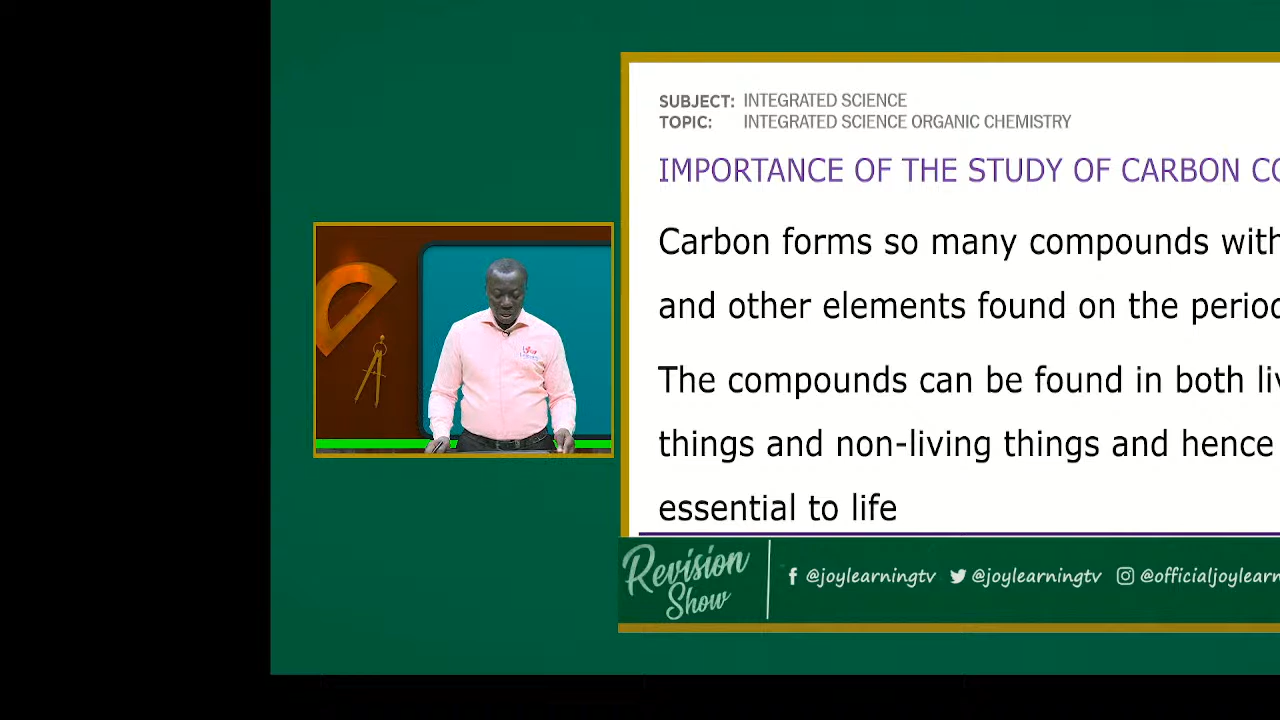 SUBJECT: INTEGRATED SCIENCE
TOPIC: INTEGRATED SCIENCE ORGANIC CHEMISTRY
IMPORTANCE OF THE STUDY OF CARBON CO
Carbon forms so many compounds with
and other elements found on the period
The compounds can be found in both liv
things and non-living things and hence
essential to life
Revision
Show
@joylearningtv @joylearningtv @officialjoylearn